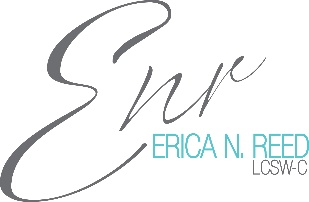 Enr
ERICA N. REED
LCSW-C